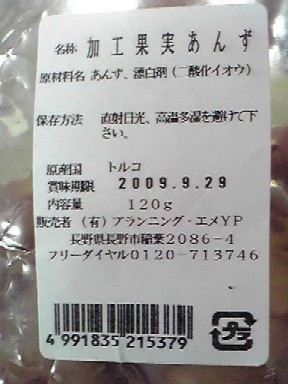 名称 加工果実あんず
原材料名 あんず、漂白剤（二酸化イオウ）
保存方法 直射日光、高温多湿を避けて下
さい。
原産国 トルコ
賞味期限 2009.9.29
内容量 120g
販売者 （有）プランニング・エメYP
長野県長野市稲葉2086-4
フリーダイヤル0120-713746
4 991835 215379
プラ